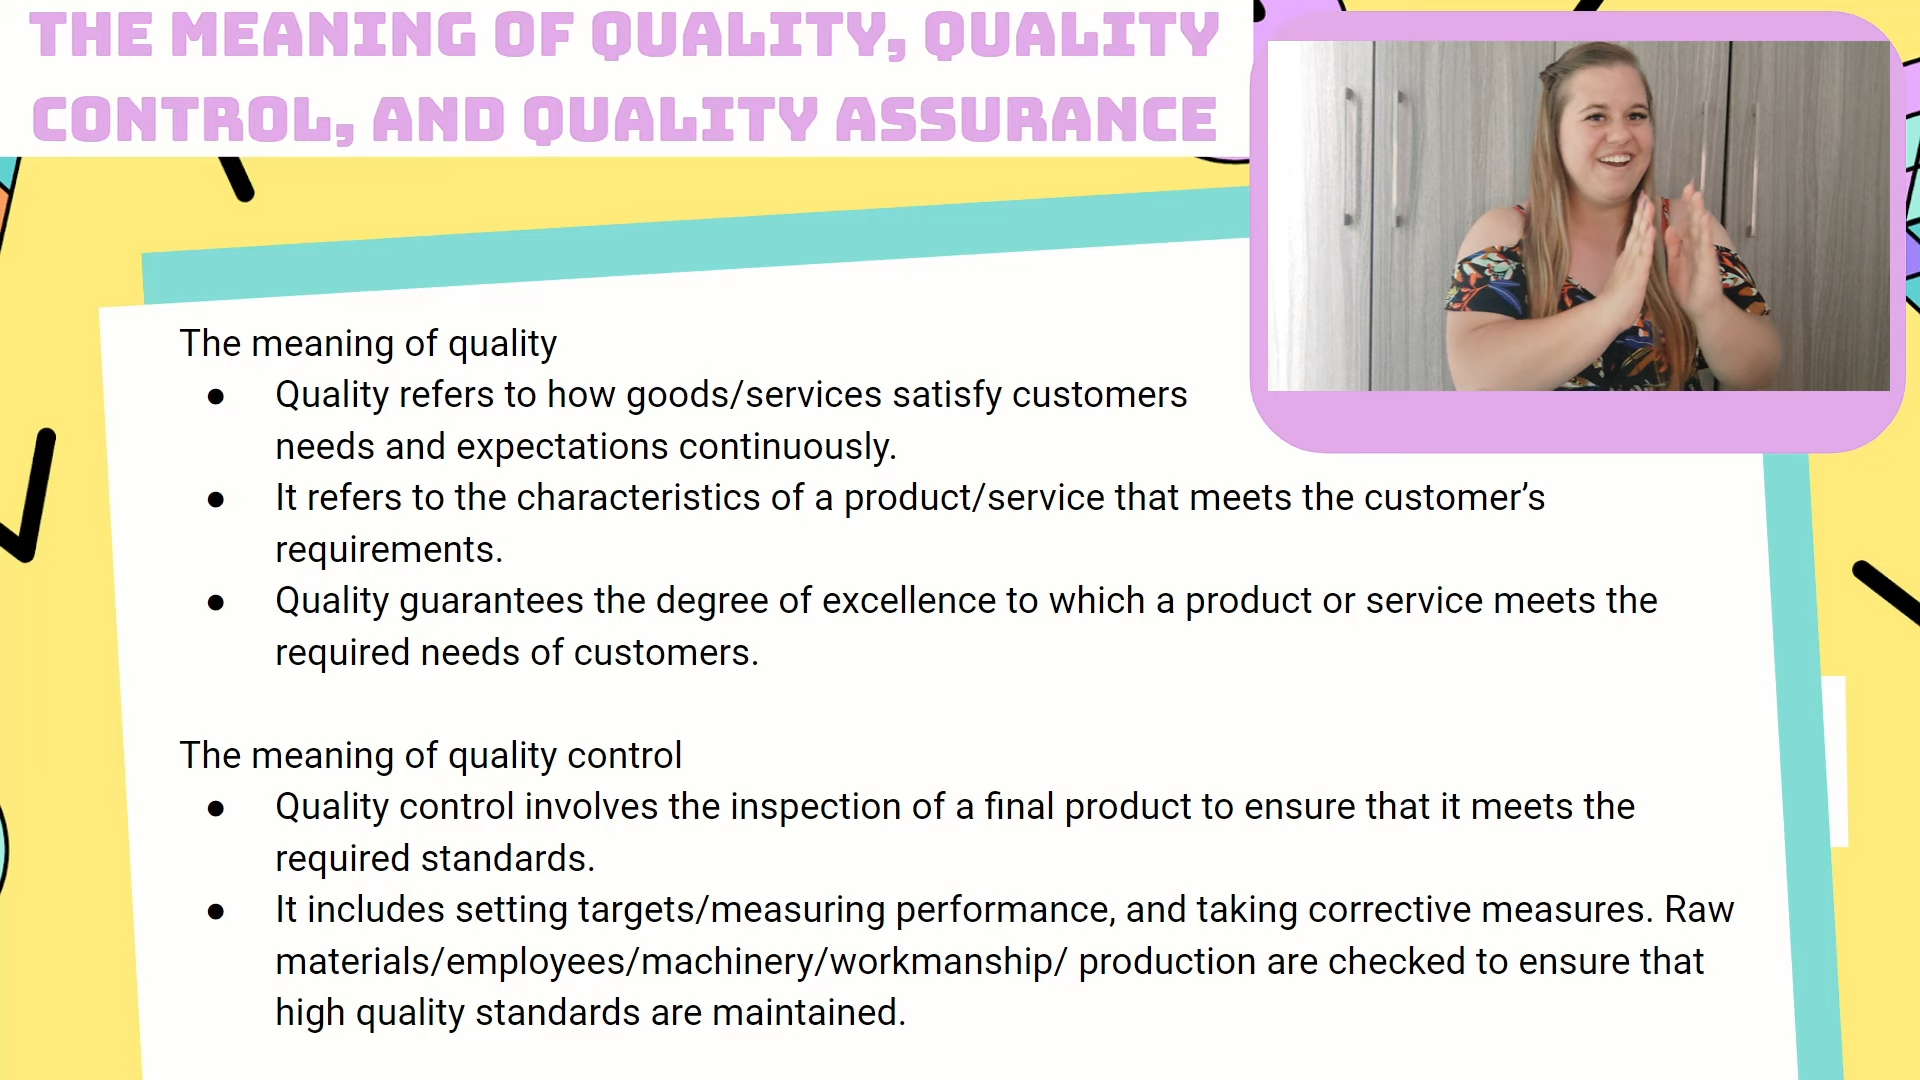 THE MEANING OF QUALITY, QUALITY
CONTROL, AND QUALITY ASSURANCE
The meaning of quality
● Quality refers to how goods/services satisfy customers
needs and expectations continuously.
● It refers to the characteristics of a product/service that meets the customer’s
requirements.
● Quality guarantees the degree of excellence to which a product or service meets the
required needs of customers.
The meaning of quality control
● Quality control involves the inspection of a final product to ensure that it meets the
required standards.
● It includes setting targets/measuring performance, and taking corrective measures. Raw
materials/employees/machinery/workmanship/ production are checked to ensure that
high quality standards are maintained.